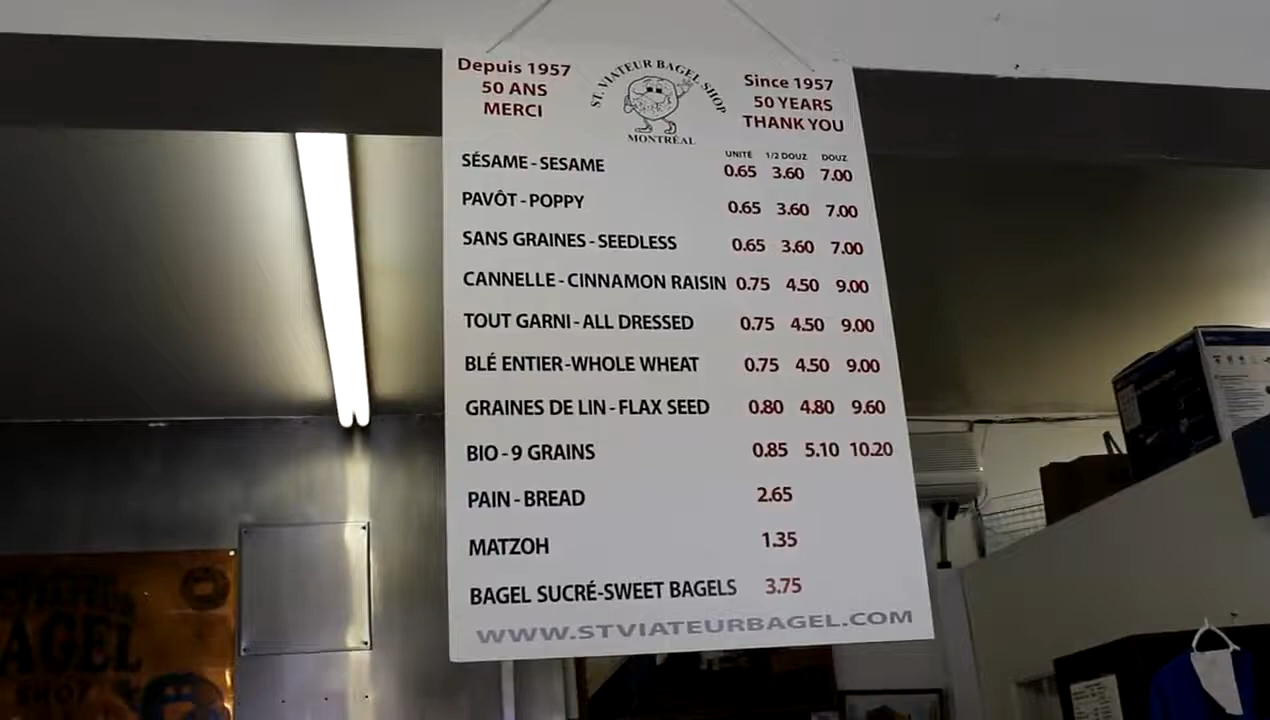 Depuis 1957
50 ANS
MERCI
ST. VIATEUR BAGEL SHOP
MONTRÉAL
Since 1957
50 YEARS
THANK YOU
UNITÉ 1/2 DOUZ DOUZ
SÉSAME - SESAME 0.65 3.60 7.00
PAVÔT - POPPY 0.65 3.60 7.00
SANS GRAINES - SEEDLESS 0.65 3.60 7.00
CANNELLE - CINNAMON RAISIN 0.75 4.50 9.00
TOUT GARNI - ALL DRESSED 0.75 4.50 9.00
BLÉ ENTIER-WHOLE WHEAT 0.75 4.50 9.00
GRAINES DE LIN - FLAX SEED 0.80 4.80 9.60
BIO - 9 GRAINS 0.85 5.10 10.20
PAIN - BREAD 2.65
MATZOH 1.35
BAGEL SUCRÉ-SWEET BAGELS 3.75
WWW.STVIATEURBAGEL.COM
AGEL
SHOP